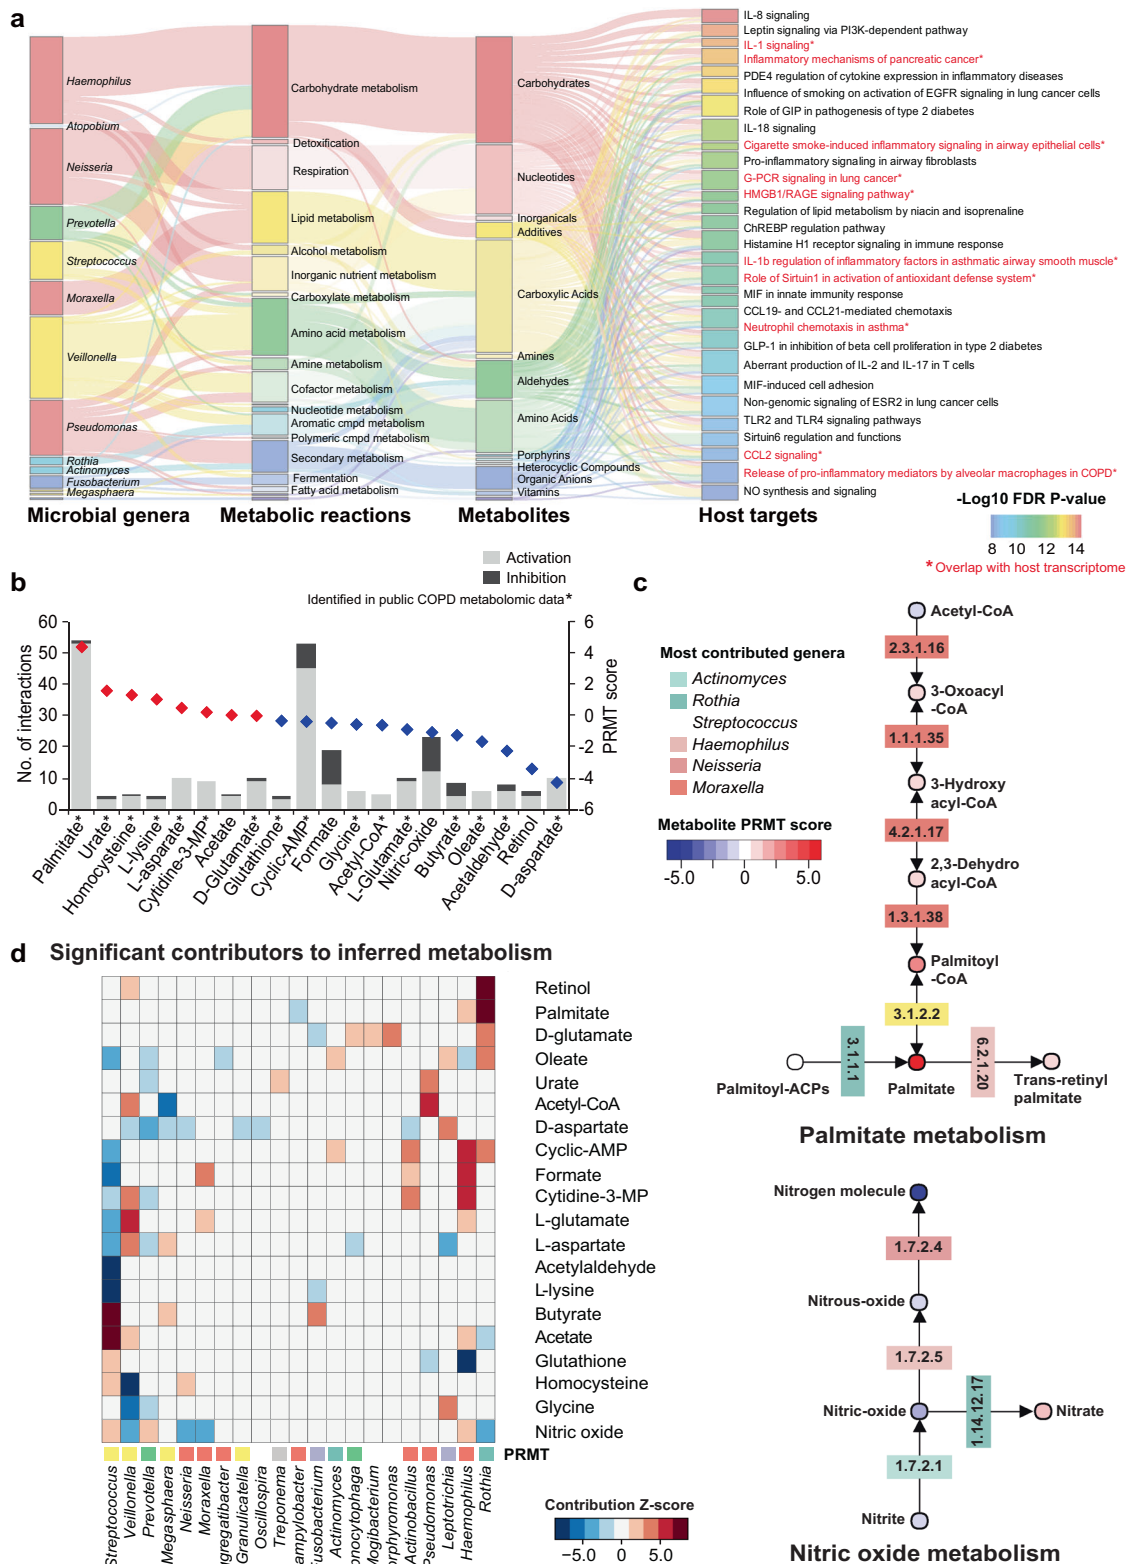 a
Haemophilus
Atopobium
Neisseria
Prevotella
Streptococcus
Moraxella
Veillonella
Pseudomonas
Rothia
Actinomyces
Fusobacterium
Megasphaera
Microbial genera
Carbohydrate metabolism
Detoxification
Respiration
Lipid metabolism
Alcohol metabolism
Inorganic nutrient metabolism
Carboxylate metabolism
Amino acid metabolism
Amine metabolism
Cofactor metabolism
Nucleotide metabolism
Aromatic cmpd metabolism
Polymeric cmpd metabolism
Secondary metabolism
Fermentation
Fatty acid metabolism
Metabolic reactions
Carbohydrates
Nucleotides
Inorganicals
Additives
Carboxylic Acids
Amines
Aldehydes
Amino Acids
Porphyrins
Heterocyclic Compounds
Organic Anions
Vitamins
Metabolites
IL-8 signaling
Leptin signaling via PI3K-dependent pathway
IL-1 signaling*
Inflammatory mechanisms of pancreatic cancer*
PDE4 regulation of cytokine expression in inflammatory diseases
Influence of smoking on activation of EGFR signaling in lung cancer cells
Role of GIP in pathogenesis of type 2 diabetes
IL-18 signaling
Cigarette smoke-induced inflammatory signaling in airway epithelial cells*
Pro-inflammatory signaling in airway fibroblasts
G-PCR signaling in lung cancer*
HMGB1/RAGE signaling pathway*
Regulation of lipid metabolism by niacin and isoprenaline
ChREBP regulation pathway
Histamine H1 receptor signaling in immune response
IL-1b regulation of inflammatory factors in asthmatic airway smooth muscle*
Role of Sirtuin1 in activation of antioxidant defense system*
MIF in innate immunity response
CCL19- and CCL21-mediated chemotaxis
Neutrophil chemotaxis in asthma*
GLP-1 in inhibition of beta cell proliferation in type 2 diabetes
Aberrant production of IL-2 and IL-17 in T cells
MIF-induced cell adhesion
Non-genomic signaling of ESR2 in lung cancer cells
TLR2 and TLR4 signaling pathways
Sirtuin6 regulation and functions
CCL2 signaling*
Release of pro-inflammatory mediators by alveolar macrophages in COPD*
NO synthesis and signaling
Host targets
-Log10 FDR P-value
8 10 12 14
* Overlap with host transcriptome
b
Activation
Inhibition
Identified in public COPD metabolomic data*
No. of interactions
60
50
40
30
20
10
0
6
4
2
0
-2
-4
-6
PRMT score
Palmitate*
Urate*
Homocysteine*
L-lysine*
L-asparate*
Cytidine-3-MP*
Acetate
D-Glutamate*
Glutathione*
Cyclic-AMP*
Formate
Glycine*
Acetyl-CoA*
L-Glutamate*
Nitric-oxide
Butyrate*
Oleate*
Acetaldehyde*
Retinol
D-aspartate*
c
Most contributed genera
Actinomyces
Rothia
Streptococcus
Haemophilus
Neisseria
Moraxella
Metabolite PRMT score
-5.0 0 5.0
Acetyl-CoA
2.3.1.16
3-Oxoacyl
-CoA
1.1.1.35
3-Hydroxy
acyl-CoA
4.2.1.17
2,3-Dehydro
acyl-CoA
1.3.1.38
Palmitoyl
-CoA
3.1.2.2
3.1.1.1
6.2.1.20
Palmitoyl-ACPs
Palmitate
Trans-retinyl
palmitate
Palmitate metabolism
Nitrogen molecule
1.7.2.4
Nitrous-oxide
1.7.2.5
1.14.12.17
Nitric-oxide
Nitrate
1.7.2.1
Nitrite
Nitric oxide metabolism
d Significant contributors to inferred metabolism
Retinol
Palmitate
D-glutamate
Oleate
Urate
Acetyl-CoA
D-aspartate
Cyclic-AMP
Formate
Cytidine-3-MP
L-glutamate
L-aspartate
Acetylaldehyde
L-lysine
Butyrate
Acetate
Glutathione
Homocysteine
Glycine
Nitric oxide
PRMT
Streptococcus
Veillonella
Prevotella
Megasphaera
Neisseria
Moraxella
ggregatibacter
Granulicatella
Oscillospira
Treponema
ampylobacter
Fusobacterium
Actinomyces
onocytophaga
Mogibacterium
orphyromonas
Actinobacillus
Pseudomonas
Leptotrichia
Haemophilus
Rothia
Contribution Z-score
-5.0 0 5.0